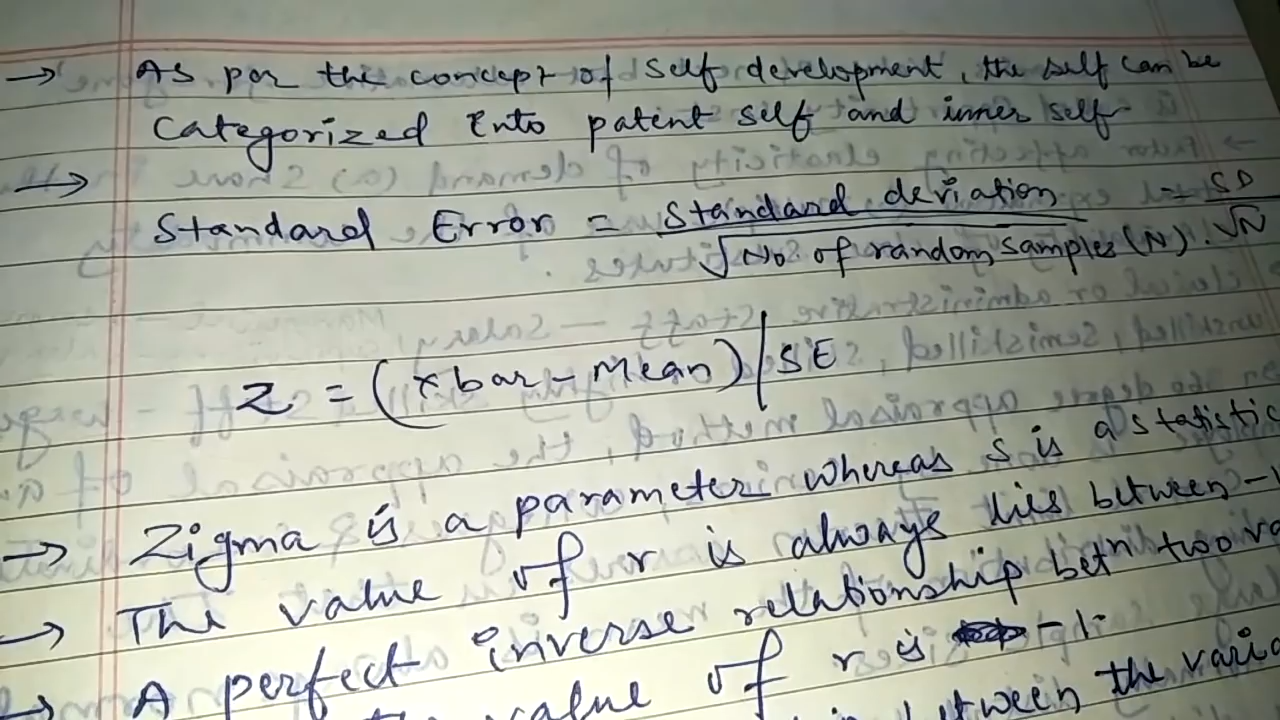 → As per the concept of self development, the self can be
categorized into patent self and inner self
→ Standard Error = Standard deviation = SD
√No of random samples (N). √N
z = (x bar - Mean) / SE
→ Zigma is a parameter whereas s is a statistic
→ The value of r is always lies between -1
→ A perfect inverse relationship betn two va
value of r is -1.
between the varia